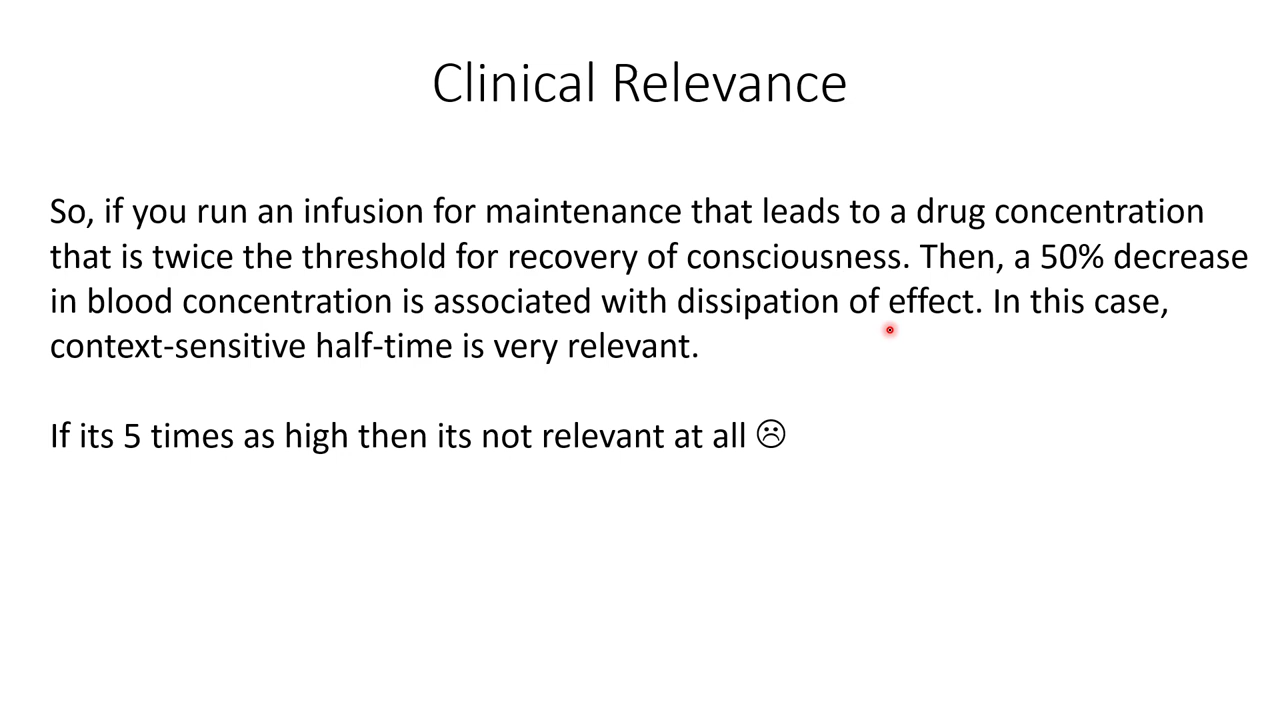 Clinical Relevance
So, if you run an infusion for maintenance that leads to a drug concentration
that is twice the threshold for recovery of consciousness. Then, a 50% decrease
in blood concentration is associated with dissipation of effect. In this case,
context-sensitive half-time is very relevant.
If its 5 times as high then its not relevant at all ☹